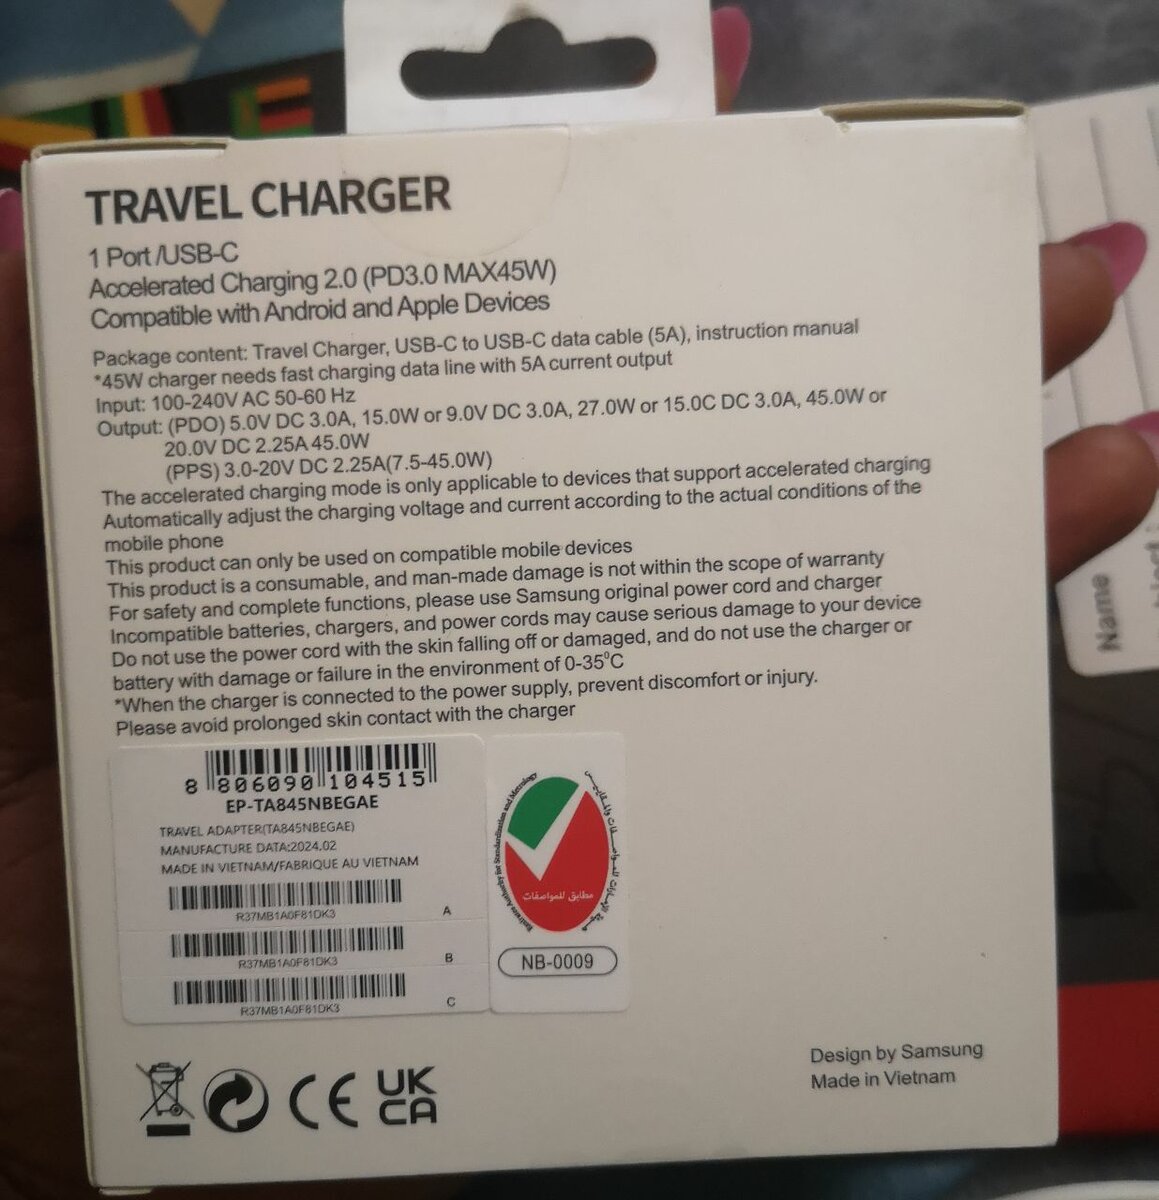 TRAVEL CHARGER
1 Port /USB-C
Accelerated Charging 2.0 (PD3.0 MAX45W)
Compatible with Android and Apple Devices
Package content: Travel Charger, USB-C to USB-C data cable (5A), instruction manual
*45W charger needs fast charging data line with 5A current output
Input: 100-240V AC 50-60 Hz
Output: (PDO) 5.0V DC 3.0A, 15.0W or 9.0V DC 3.0A, 27.0W or 15.0C DC 3.0A, 45.0W or
20.0V DC 2.25A 45.0W
(PPS) 3.0-20V DC 2.25A(7.5-45.0W)
The accelerated charging mode is only applicable to devices that support accelerated charging
Automatically adjust the charging voltage and current according to the actual conditions of the
mobile phone
This product can only be used on compatible mobile devices
This product is a consumable, and man-made damage is not within the scope of warranty
For safety and complete functions, please use Samsung original power cord and charger
Incompatible batteries, chargers, and power cords may cause serious damage to your device
Do not use the power cord with the skin falling off or damaged, and do not use the charger or
battery with damage or failure in the environment of 0-35°C
*When the charger is connected to the power supply, prevent discomfort or injury.
Please avoid prolonged skin contact with the charger
8 806090 104515
EP-TA845NBEGAE
TRAVEL ADAPTER(TA845NBEGAE)
MANUFACTURE DATA:2024.02
MADE IN VIETNAM/FABRIQUE AU VIETNAM
R37MB1A0F81DK3
A
R37MB1A0F81DK3
B
R37MB1A0F81DK3
C
Emirates Authority for Standardization and Metrology
هيئة الإمارات للمواصفات والمقاييس
مطابق للمواصفات
NB-0009
CE
UK
CA
Design by Samsung
Made in Vietnam
Name